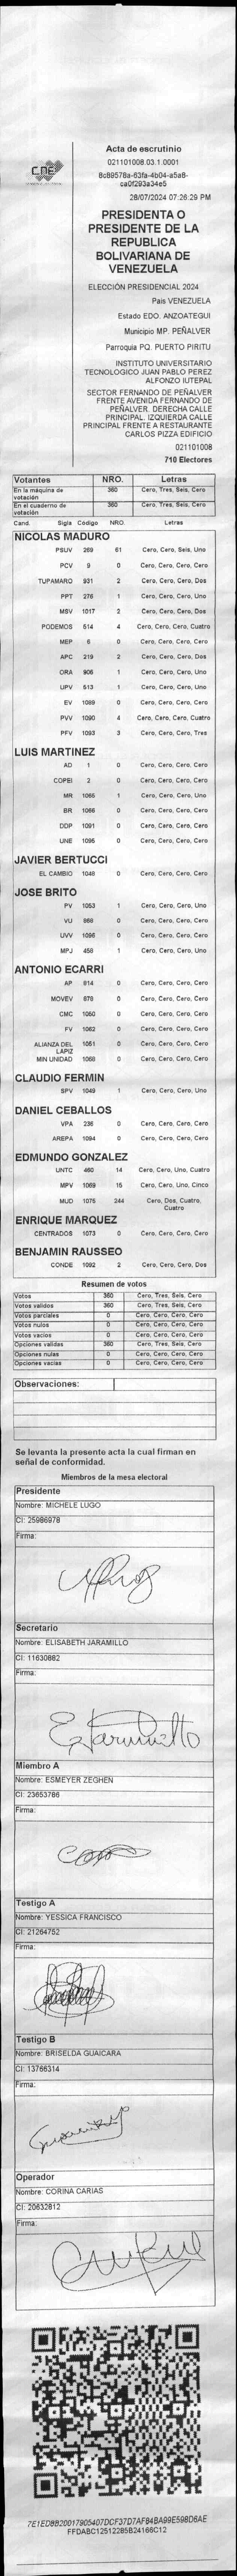 CNE
Acta de escrutinio
021101008.03.1.0001
28/07/2024 07:26:29 PM
PRESIDENTA O
PRESIDENTE DE LA
REPUBLICA
BOLIVARIANA DE
VENEZUELA
ELECCIÓN PRESIDENCIAL 2024
Pais VENEZUELA
Estado EDO. ANZOATEGUI
Municipio MP. PEÑALVER
Parroquia PQ. PUERTO PIRITU
INSTITUTO UNIVERSITARIO
TECNOLOGICO JUAN PABLO PEREZ
ALFONZO IUTEPAL
SECTOR FERNANDO DE PEÑALVER
FRENTE AVENIDA FERNANDO DE
PEÑALVER. DERECHA CALLE
PRINCIPAL. IZQUIERDA CALLE
PRINCIPAL FRENTE A RESTAURANTE
CARLOS PIZZA EDIFICIO
021101008
710 Electores
Votantes NRO. Letras
En la máquina de votación 360 Cero, Tres, Seis, Cero
En el cuaderno de votación 360 Cero, Tres, Seis, Cero
Cand. Sigla Codigo NRO. Letras
NICOLAS MADURO
PSUV 269 61 Cero, Cero, Seis, Uno
PCV 9 0 Cero, Cero, Cero, Cero
TUPAMARO 931 2 Cero, Cero, Cero, Dos
PPT 276 1 Cero, Cero, Cero, Uno
MSV 1017 2 Cero, Cero, Cero, Dos
PODEMOS 514 4 Cero, Cero, Cero, Cuatro
MEP 6 0 Cero, Cero, Cero, Cero
APC 219 2 Cero, Cero, Cero, Dos
ORA 906 1 Cero, Cero, Cero, Uno
UPV 513 1 Cero, Cero, Cero, Uno
EV 1089 0 Cero, Cero, Cero, Cero
PVV 1090 4 Cero, Cero, Cero, Cuatro
PFV 1093 3 Cero, Cero, Cero, Tres
LUIS MARTINEZ
AD 1 0 Cero, Cero, Cero, Cero
COPEI 2 0 Cero, Cero, Cero, Cero
MR 1065 1 Cero, Cero, Cero, Uno
BR 1066 0 Cero, Cero, Cero, Cero
DDP 1091 0 Cero, Cero, Cero, Cero
UNE 1095 0 Cero, Cero, Cero, Cero
JAVIER BERTUCCI
EL CAMBIO 1048 0 Cero, Cero, Cero, Cero
JOSE BRITO
PV 1053 1 Cero, Cero, Cero, Uno
VU 868 0 Cero, Cero, Cero, Cero
UVV 1096 0 Cero, Cero, Cero, Cero
MPJ 458 1 Cero, Cero, Cero, Uno
ANTONIO ECARRI
AP 814 0 Cero, Cero, Cero, Cero
MOVEV 678 0 Cero, Cero, Cero, Cero
CMC 1050 0 Cero, Cero, Cero, Cero
FV 1062 0 Cero, Cero, Cero, Cero
ALIANZA DEL LAPIZ 1051 0 Cero, Cero, Cero, Cero
MIN UNIDAD 1068 0 Cero, Cero, Cero, Cero
CLAUDIO FERMIN
SPV 1049 1 Cero, Cero, Cero, Uno
DANIEL CEBALLOS
VPA 236 0 Cero, Cero, Cero, Cero
AREPA 1094 0 Cero, Cero, Cero, Cero
EDMUNDO GONZALEZ
UNTC 460 14 Cero, Cero, Uno, Cuatro
MPV 1069 15 Cero, Cero, Uno, Cinco
MUD 1075 244 Cero, Dos, Cuatro, Cuatro
ENRIQUE MARQUEZ
CENTRADOS 1073 0 Cero, Cero, Cero, Cero
BENJAMIN RAUSSEO
CONDE 1092 2 Cero, Cero, Cero, Dos
Resumen de votos
Votos 360 Cero, Tres, Seis, Cero
Votos validos 360 Cero, Tres, Seis, Cero
Votos parciales 0 Cero, Cero, Cero, Cero
Votos nulos 0 Cero, Cero, Cero, Cero
Votos vacios 0 Cero, Cero, Cero, Cero
Opciones validas 360 Cero, Tres, Seis, Cero
Opciones nulas 0 Cero, Cero, Cero, Cero
Opciones vacias 0 Cero, Cero, Cero, Cero
Observaciones:
Se levanta la presente acta la cual firman en
señal de conformidad.
Miembros de la mesa electoral
Presidente
Nombre: MICHELE LUGO
CI: 25986978
Firma:
Secretario
Nombre: ELISABETH JARAMILLO
CI: 11630882
Firma:
Miembro A
Nombre: ESMEYER ZEGHEN
CI: 23653786
Firma:
Testigo A
Nombre: YESSICA FRANCISCO
CI: 21264752
Firma:
Testigo B
Nombre: BRISELDA GUAICARA
CI: 13766314
Firma:
Operador
Nombre: CORINA CARIAS
CI: 20632812
Firma: